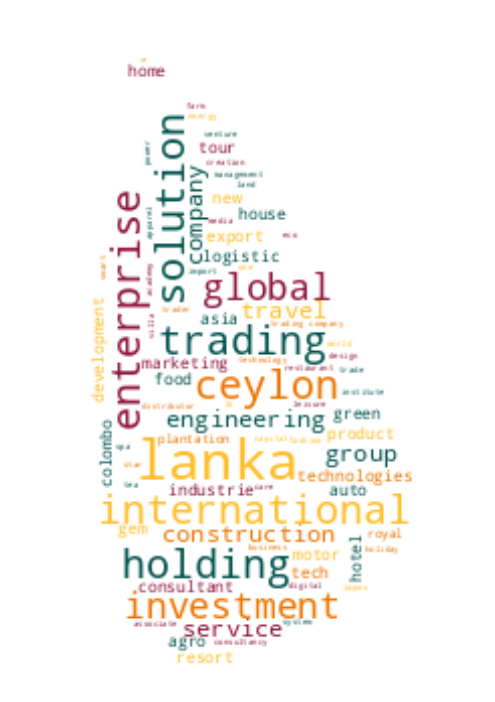 home
farm
energy
venture
solution
power
tour
creation
management
company
land
enterprise
new
house
media
apparel
export
eco
logistic
import
smart
academy
global
development
trader
travel
asia
villa
trading company
trading
world
marketing
technology
design
restaurant
trade
food
ceylon
institute
distributor
leisure
engineering
green
colombo
plantation
capital
fashion
product
spa
lanka
group
star
technologies
tea
industrie
care
auto
international
gem
construction
royal
business
hotel
holiday
holding
motor
tech
consultant
digital
impex
investment
associate
service
system
agro
consultancy
resort